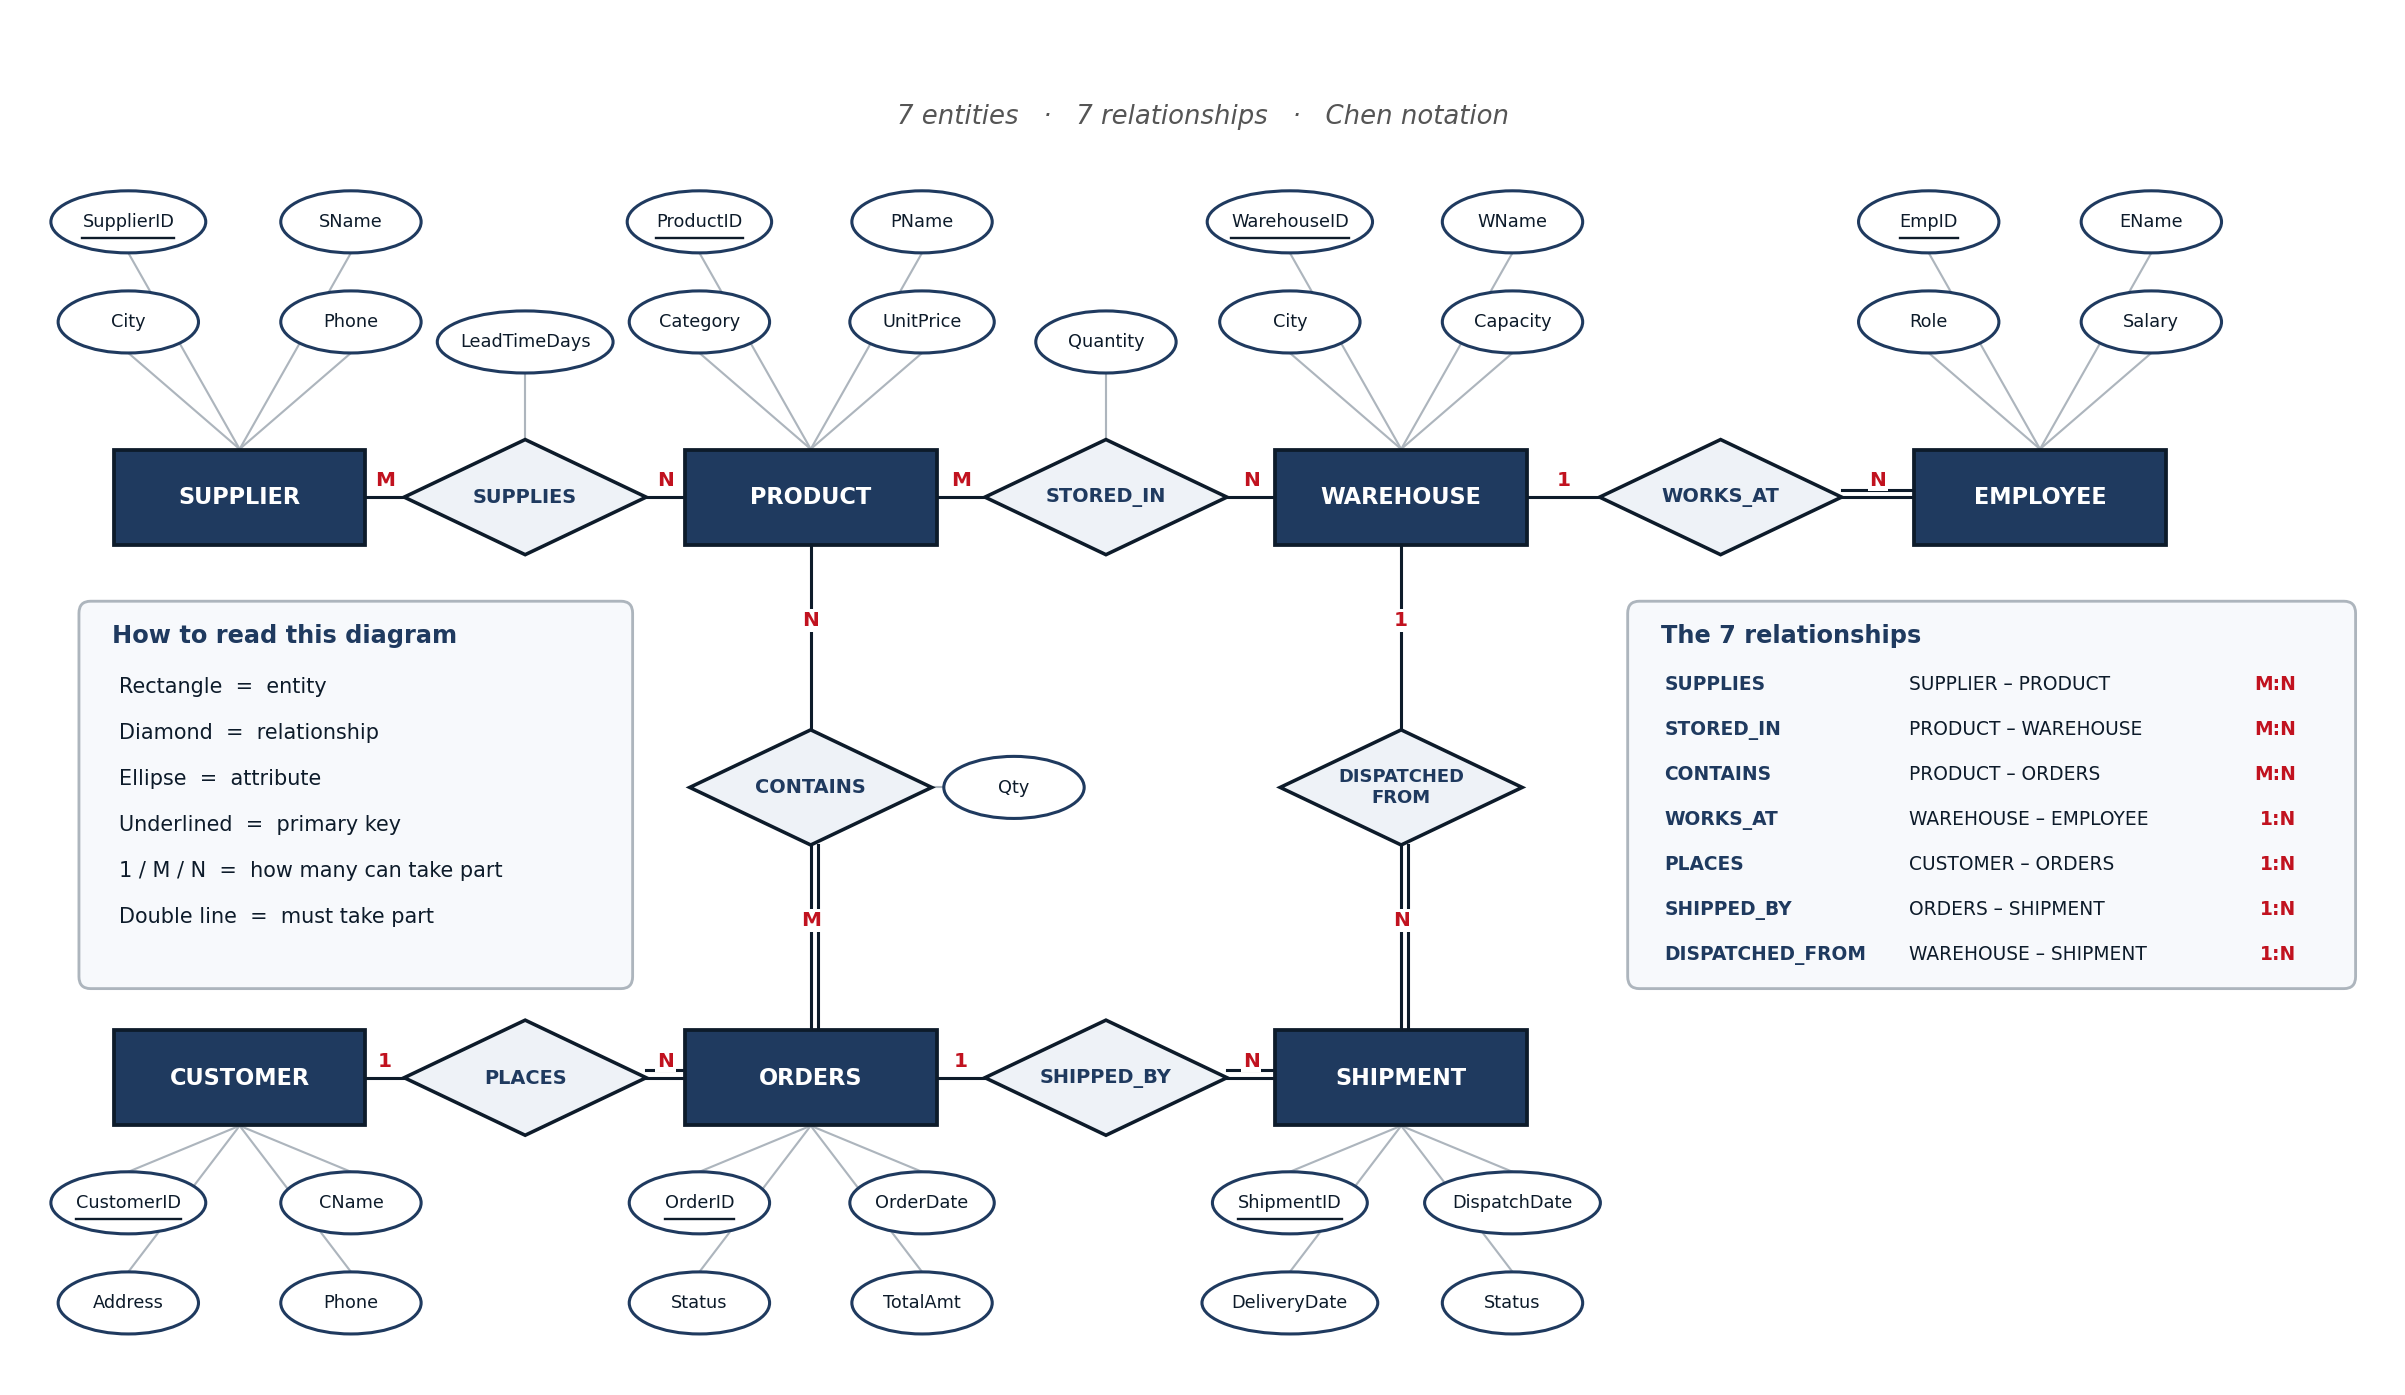 7 entities · 7 relationships · Chen notation
SupplierID
SName
ProductID
PName
WarehouseID
WName
EmpID
EName
City
Phone
LeadTimeDays
Category
UnitPrice
Quantity
City
Capacity
Role
Salary
SUPPLIER
M
SUPPLIES
N
PRODUCT
M
STORED_IN
N
WAREHOUSE
1
WORKS_AT
N
EMPLOYEE
How to read this diagram
Rectangle = entity
Diamond = relationship
Ellipse = attribute
Underlined = primary key
1 / M / N = how many can take part
Double line = must take part
N
CONTAINS
Qty
M
1
DISPATCHED
FROM
N
The 7 relationships
SUPPLIES SUPPLIER – PRODUCT M:N
STORED_IN PRODUCT – WAREHOUSE M:N
CONTAINS PRODUCT – ORDERS M:N
WORKS_AT WAREHOUSE – EMPLOYEE 1:N
PLACES CUSTOMER – ORDERS 1:N
SHIPPED_BY ORDERS – SHIPMENT 1:N
DISPATCHED_FROM WAREHOUSE – SHIPMENT 1:N
CUSTOMER
1
PLACES
N
ORDERS
1
SHIPPED_BY
N
SHIPMENT
CustomerID
CName
OrderID
OrderDate
ShipmentID
DispatchDate
Address
Phone
Status
TotalAmt
DeliveryDate
Status